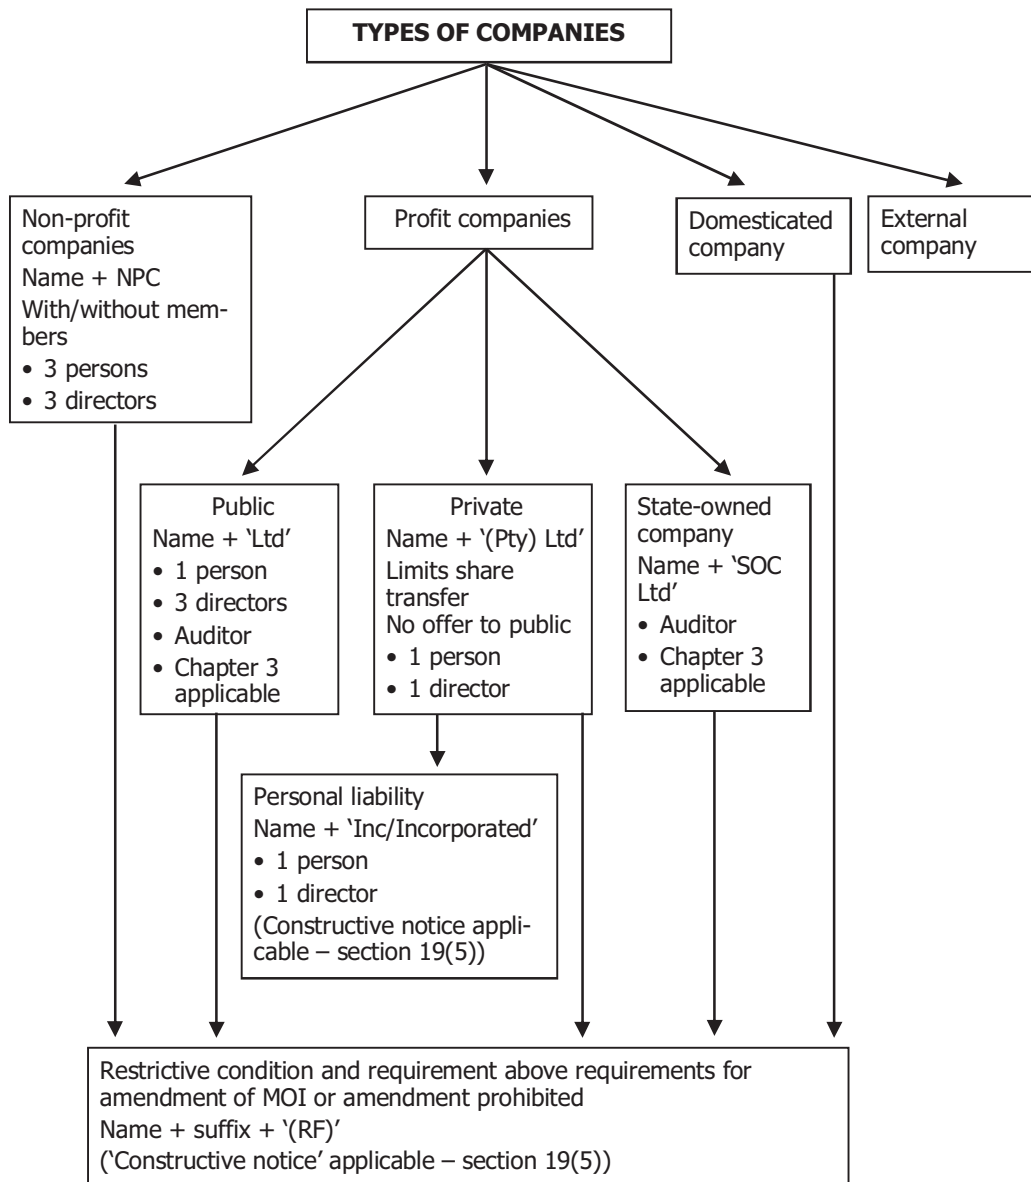 TYPES OF COMPANIES
Non-profit
companies
Name + NPC
With/without mem-
bers
• 3 persons
• 3 directors
Profit companies
Domesticated
company
External
company
Public
Name + ‘Ltd’
• 1 person
• 3 directors
• Auditor
• Chapter 3
applicable
Private
Name + ‘(Pty) Ltd’
Limits share
transfer
No offer to public
• 1 person
• 1 director
State-owned
company
Name + ‘SOC
Ltd’
• Auditor
• Chapter 3
applicable
Personal liability
Name + ‘Inc/Incorporated’
• 1 person
• 1 director
(Constructive notice appli-
cable – section 19(5))
Restrictive condition and requirement above requirements for
amendment of MOI or amendment prohibited
Name + suffix + ‘(RF)’
(‘Constructive notice’ applicable – section 19(5))